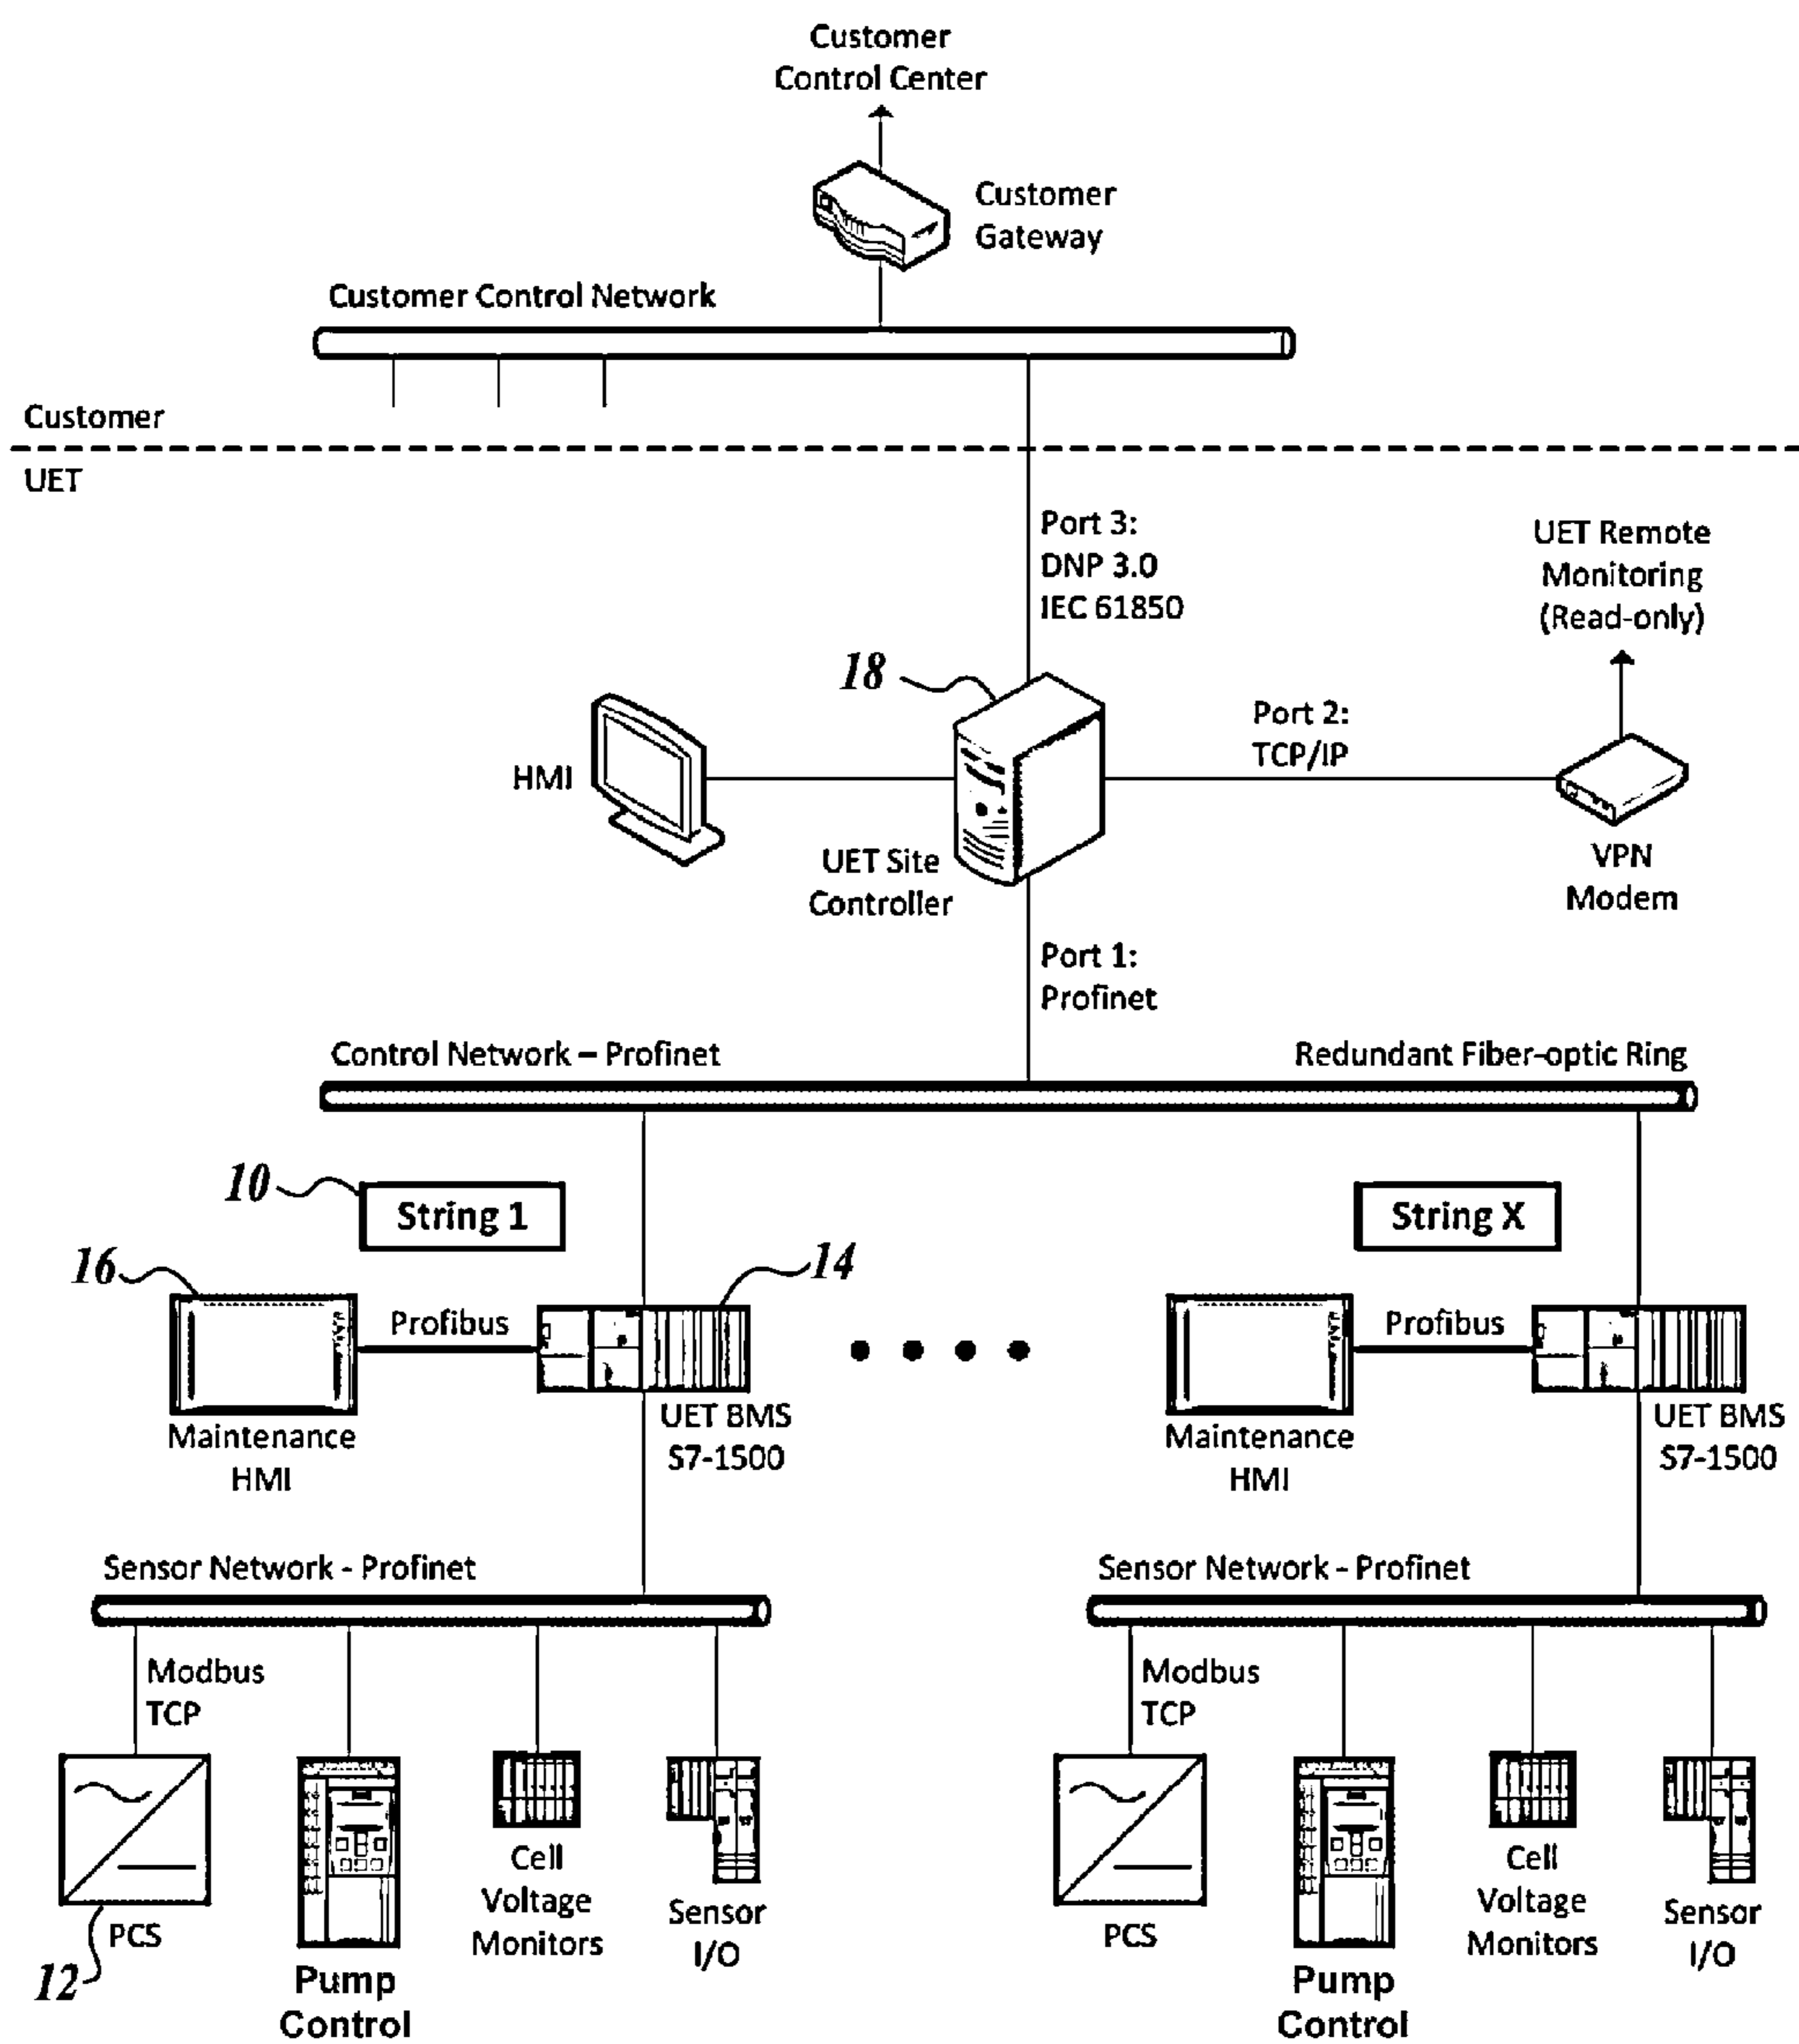 Customer
Control Center
Customer
Gateway
Customer Control Network
Customer
UET
Port 3:
DNP 3.0
IEC 61850
UET Remote
Monitoring
(Read-only)
18
Port 2:
TCP/IP
HMI
UET Site
Controller
VPN
Modem
Port 1:
Profinet
Control Network – Profinet
Redundant Fiber-optic Ring
10
String 1
String X
16
14
Profibus
Profibus
Maintenance
HMI
UET BMS
S7-1500
Maintenance
HMI
UET BMS
S7-1500
Sensor Network - Profinet
Sensor Network - Profinet
Modbus
TCP
Modbus
TCP
PCS
12
Pump
Control
Cell
Voltage
Monitors
Sensor
I/O
PCS
Pump
Control
Cell
Voltage
Monitors
Sensor
I/O